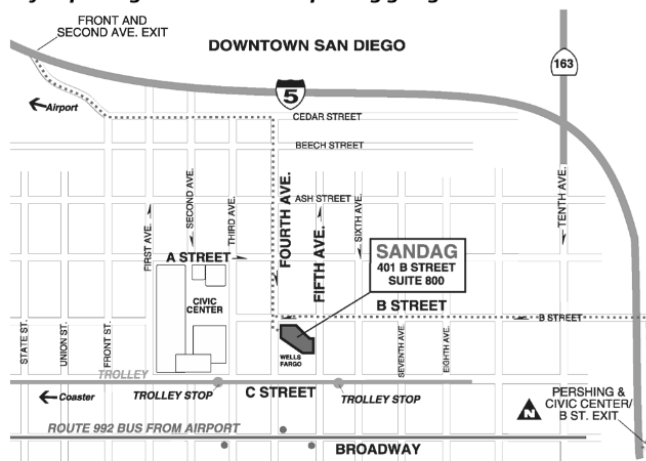 FRONT AND
SECOND AVE. EXIT
DOWNTOWN SAN DIEGO
163
5
Airport
CEDAR STREET
BEECH STREET
FIRST AVE.
SECOND AVE.
THIRD AVE.
FOURTH AVE.
ASH STREET
FIFTH AVE.
SIXTH AVE.
TENTH AVE.
A STREET
SANDAG
401 B STREET
SUITE 800
CIVIC
CENTER
B STREET
B STREET
STATE ST.
UNION ST.
FRONT ST.
WELLS
FARGO
SEVENTH AVE.
EIGHTH AVE.
TROLLEY
Coaster
TROLLEY STOP
C STREET
TROLLEY STOP
N
PERSHING &
CIVIC CENTER/
B ST. EXIT
ROUTE 992 BUS FROM AIRPORT
BROADWAY